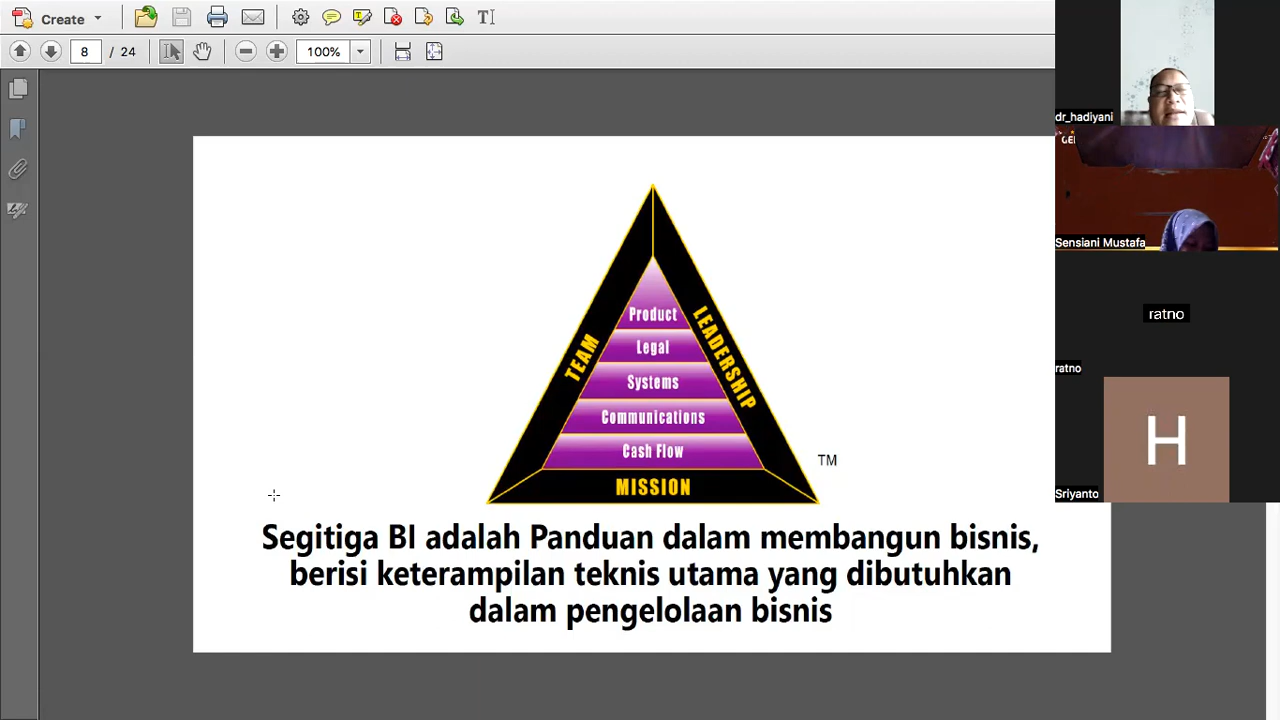 Create
8 / 24
100%
dr_hadiyani
GE
Sensiani Mustafa
ratno
ratno
H
Sriyanto
Product
Legal
Systems
Communications
Cash Flow
TEAM
LEADERSHIP
MISSION
TM
Segitiga BI adalah Panduan dalam membangun bisnis,
berisi keterampilan teknis utama yang dibutuhkan
dalam pengelolaan bisnis